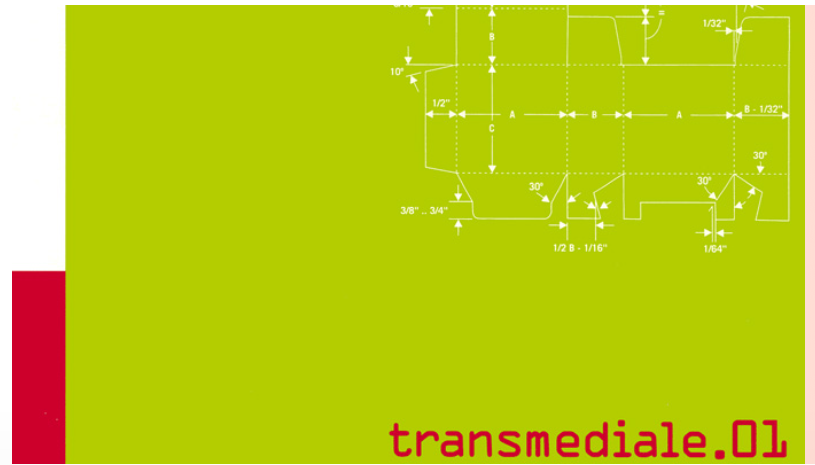 1/32"
=
B
10°
1/2"
A
B
A
B - 1/32"
C
30°
30°
30°
3/8" .. 3/4"
1/2 B - 1/16"
1/64"
transmediale.01